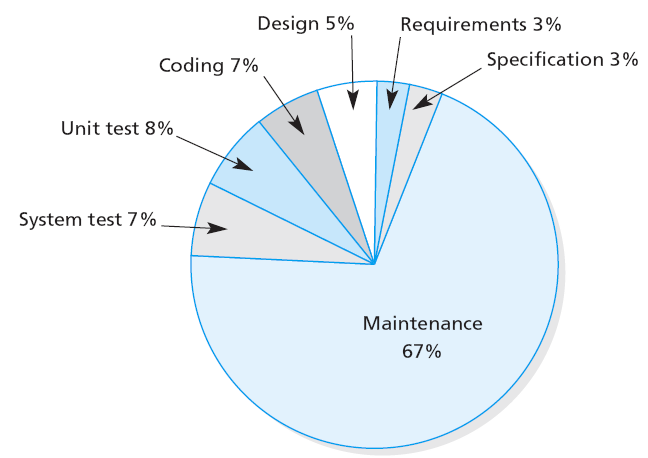 Design 5%
Requirements 3%
Specification 3%
Coding 7%
Unit test 8%
System test 7%
Maintenance
67%